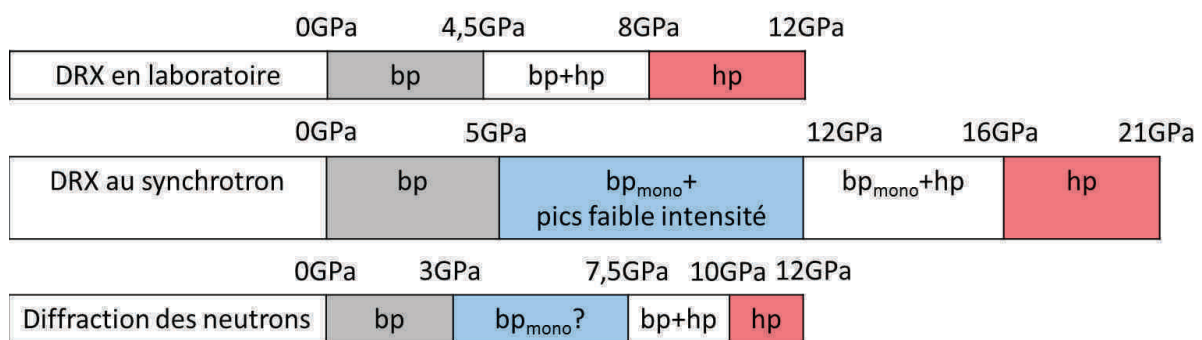 0GPa 4,5GPa 8GPa 12GPa
DRX en laboratoire bp bp+hp hp
0GPa 5GPa 12GPa 16GPa 21GPa
DRX au synchrotron bp bpmono+ bpmono+hp hp
pics faible intensité
0GPa 3GPa 7,5GPa 10GPa 12GPa
Diffraction des neutrons bp bpmono? bp+hp hp